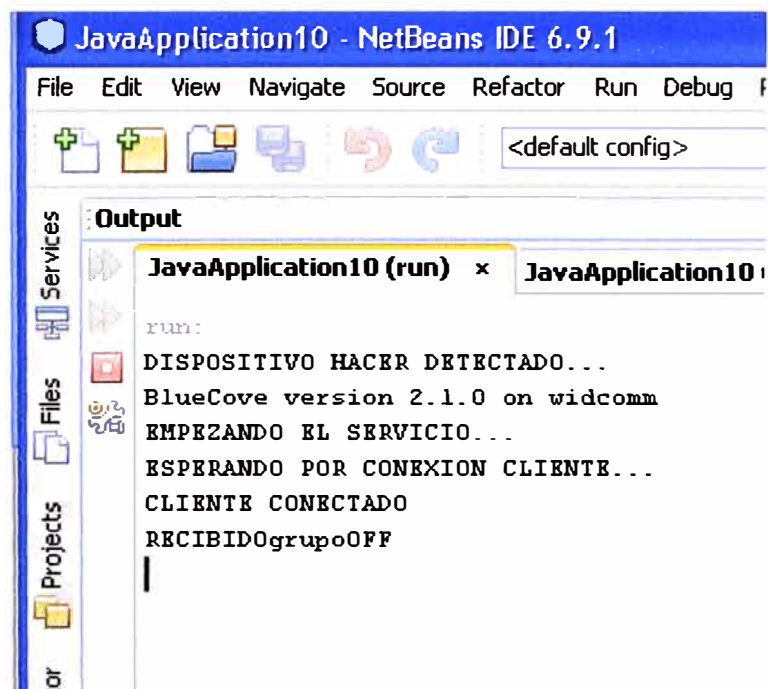 JavaApplication10 - NetBeans IDE 6.9.1
File Edit View Navigate Source Refactor Run Debug
<default config>
Output
JavaApplication10 (run) × JavaApplication10
run:
DISPOSITIVO HACER DETECTADO...
BlueCove version 2.1.0 on widcomm
EMPEZANDO EL SERVICIO...
ESPERANDO POR CONEXION CLIENTE...
CLIENTE CONECTADO
RECIBIDOgrupoOFF
Services
Files
Projects
or